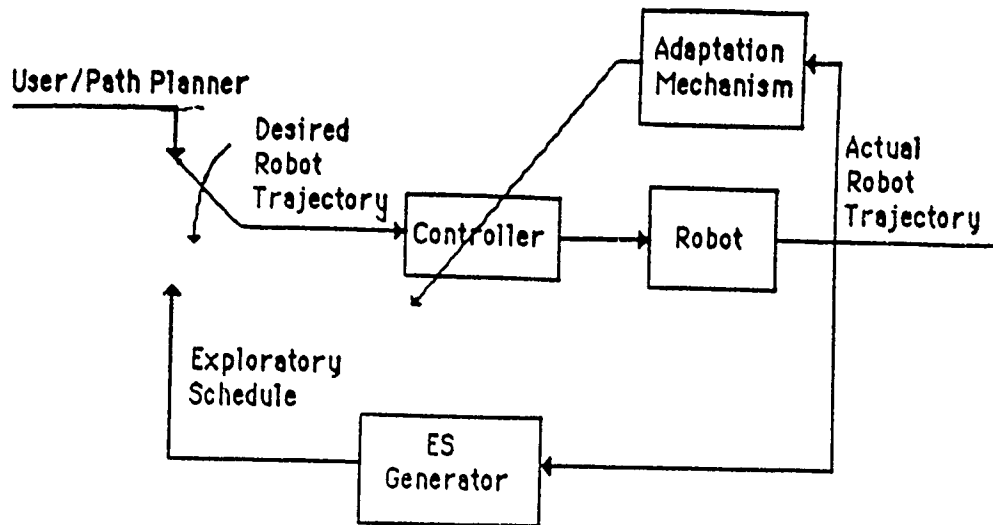 Adaptation
Mechanism
User/Path Planner
Desired
Robot
Trajectory
Actual
Robot
Trajectory
Controller
Robot
Exploratory
Schedule
ES
Generator